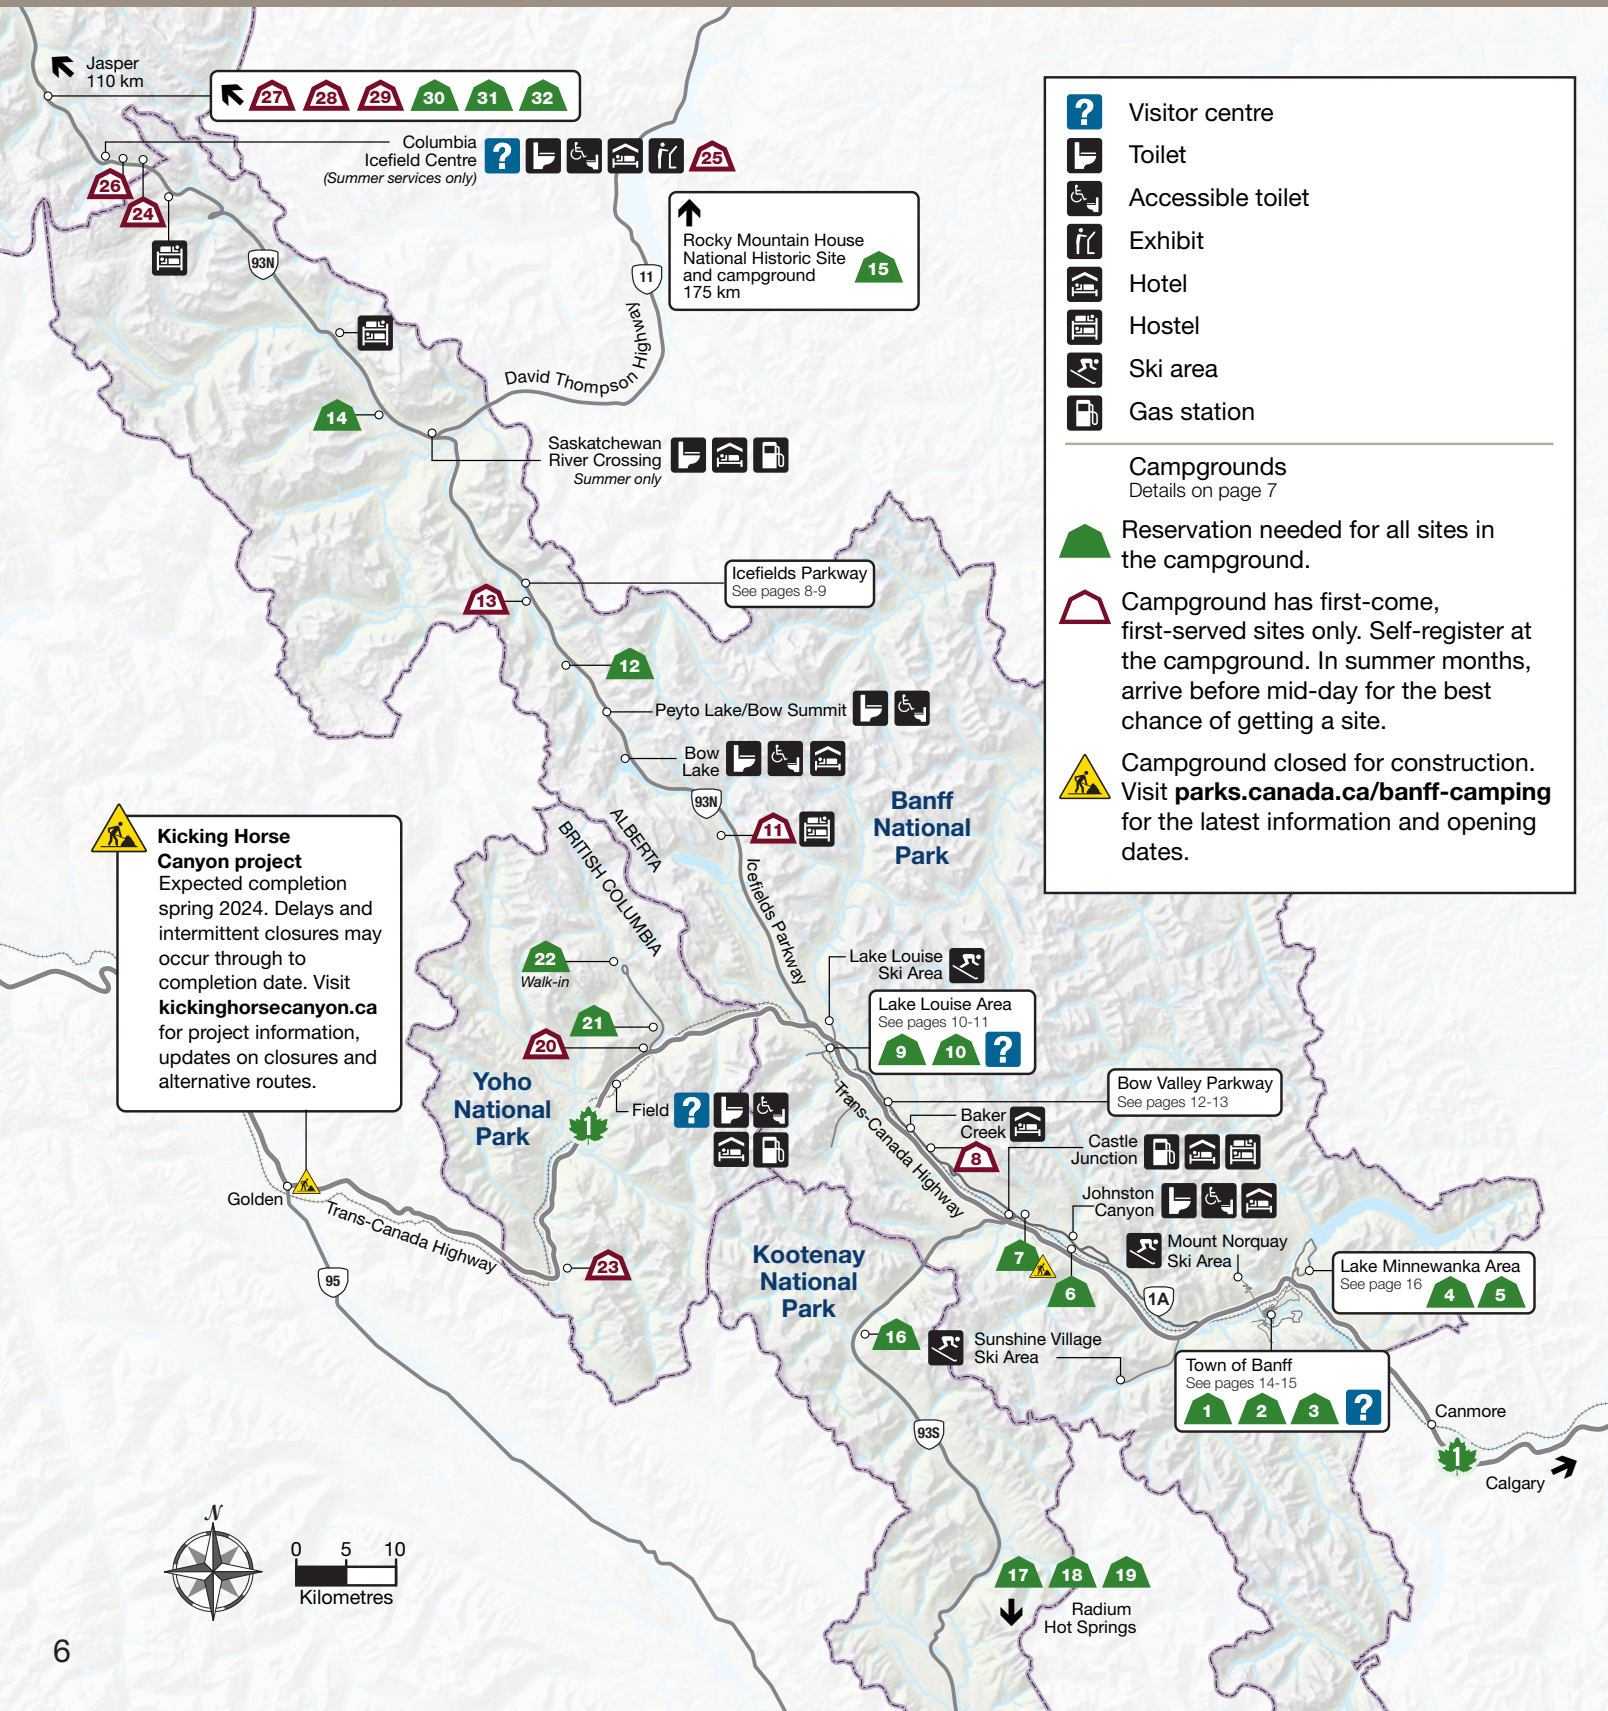 Jasper
110 km
27 28 29 30 31 32
Columbia
Icefield Centre
(Summer services only)
?
25
26
24
93N
11
Rocky Mountain House
National Historic Site
and campground
175 km
15
David Thompson Highway
14
Saskatchewan
River Crossing
Summer only
Icefields Parkway
See pages 8-9
13
12
Peyto Lake/Bow Summit
Bow
Lake
93N
11
Banff
National
Park
ALBERTA
BRITISH COLUMBIA
Icefields Parkway
? Visitor centre
Toilet
Accessible toilet
Exhibit
Hotel
Hostel
Ski area
Gas station
Campgrounds
Details on page 7
Reservation needed for all sites in
the campground.
Campground has first-come,
first-served sites only. Self-register at
the campground. In summer months,
arrive before mid-day for the best
chance of getting a site.
Campground closed for construction.
Visit parks.canada.ca/banff-camping
for the latest information and opening
dates.
Kicking Horse
Canyon project
Expected completion
spring 2024. Delays and
intermittent closures may
occur through to
completion date. Visit
kickinghorsecanyon.ca
for project information,
updates on closures and
alternative routes.
22
Walk-in
21
20
Yoho
National
Park
1
Field
?
Lake Louise
Ski Area
Lake Louise Area
See pages 10-11
9 10 ?
Bow Valley Parkway
See pages 12-13
Trans-Canada Highway
Baker
Creek
8
Castle
Junction
Johnston
Canyon
Mount Norquay
Ski Area
7
6
1A
Lake Minnewanka Area
See page 16
4 5
Golden
Trans-Canada Highway
95
23
Kootenay
National
Park
16
Sunshine Village
Ski Area
Town of Banff
See pages 14-15
1 2 3 ?
93S
Canmore
1
Calgary
17 18 19
Radium
Hot Springs
N
0 5 10
Kilometres
6